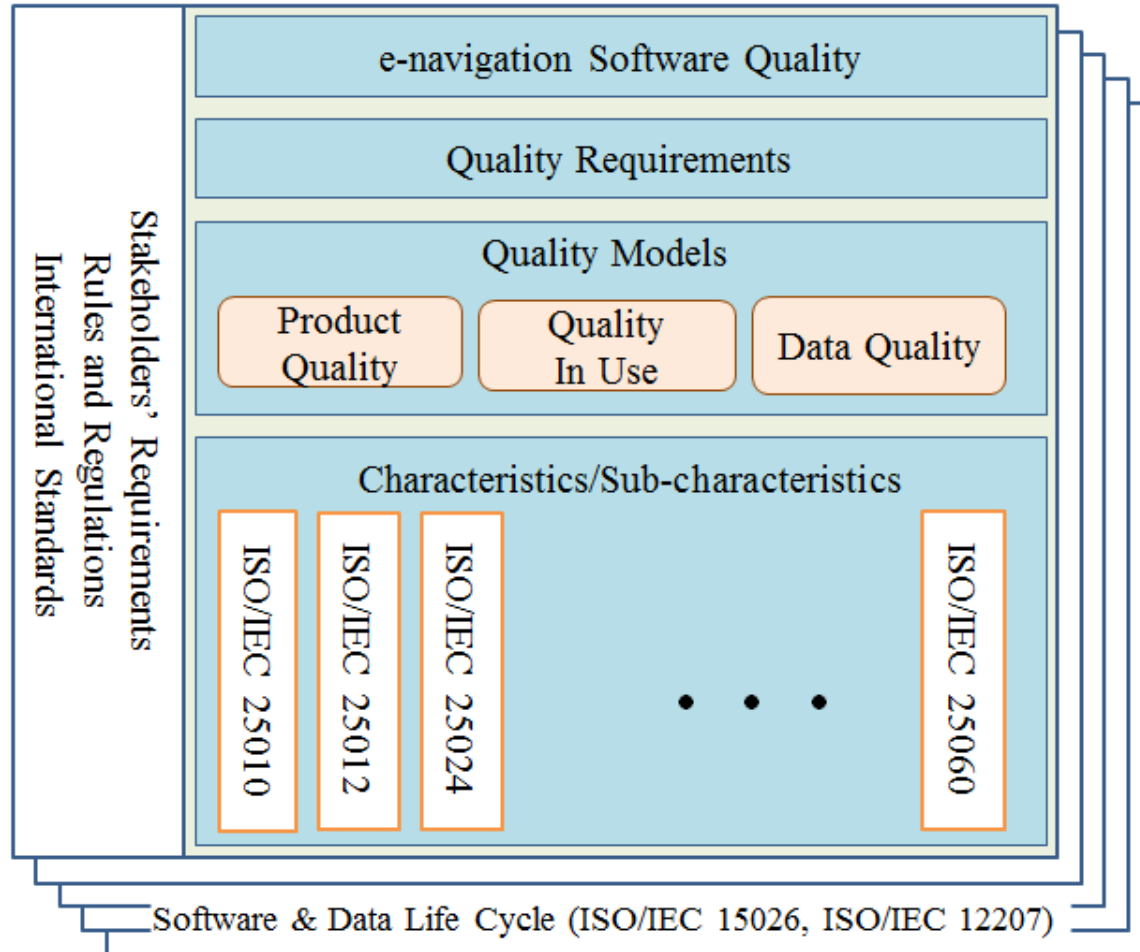 Stakeholders’ Requirements
Rules and Regulations
International Standards
e-navigation Software Quality
Quality Requirements
Quality Models
Product
Quality
Quality
In Use
Data Quality
Characteristics/Sub-characteristics
ISO/IEC 25010
ISO/IEC 25012
ISO/IEC 25024
ISO/IEC 25060
Software & Data Life Cycle (ISO/IEC 15026, ISO/IEC 12207)